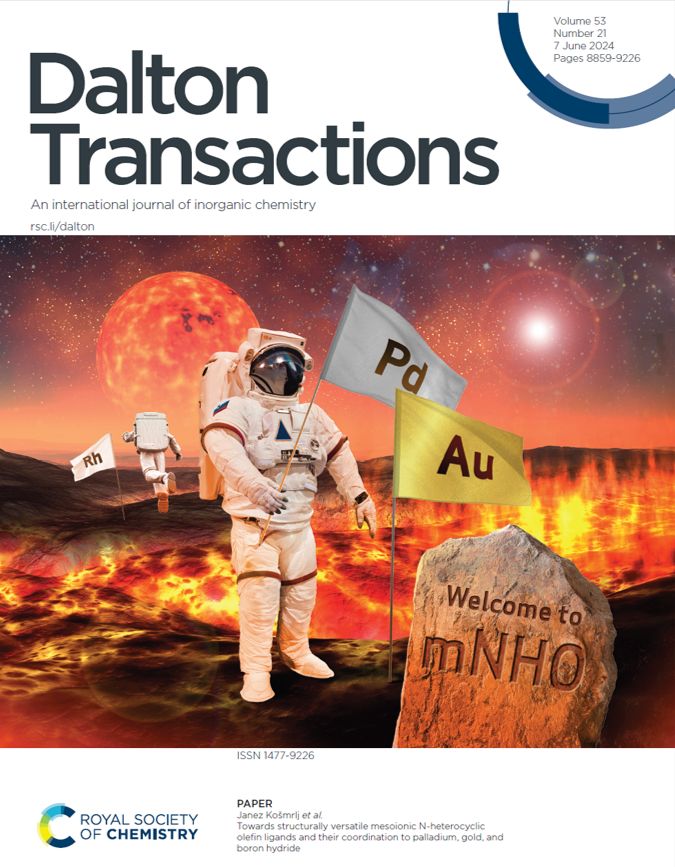 Volume 53
Number 21
7 June 2024
Pages 8859-9226
Dalton
Transactions
An international journal of inorganic chemistry
rsc.li/dalton
Rh
Pd
Au
Welcome to
mNHO
ISSN 1477-9226
ROYAL SOCIETY
OF CHEMISTRY
PAPER
Janez Košmrlj et al.
Towards structurally versatile mesoionic N-heterocyclic
olefin ligands and their coordination to palladium, gold, and
boron hydride